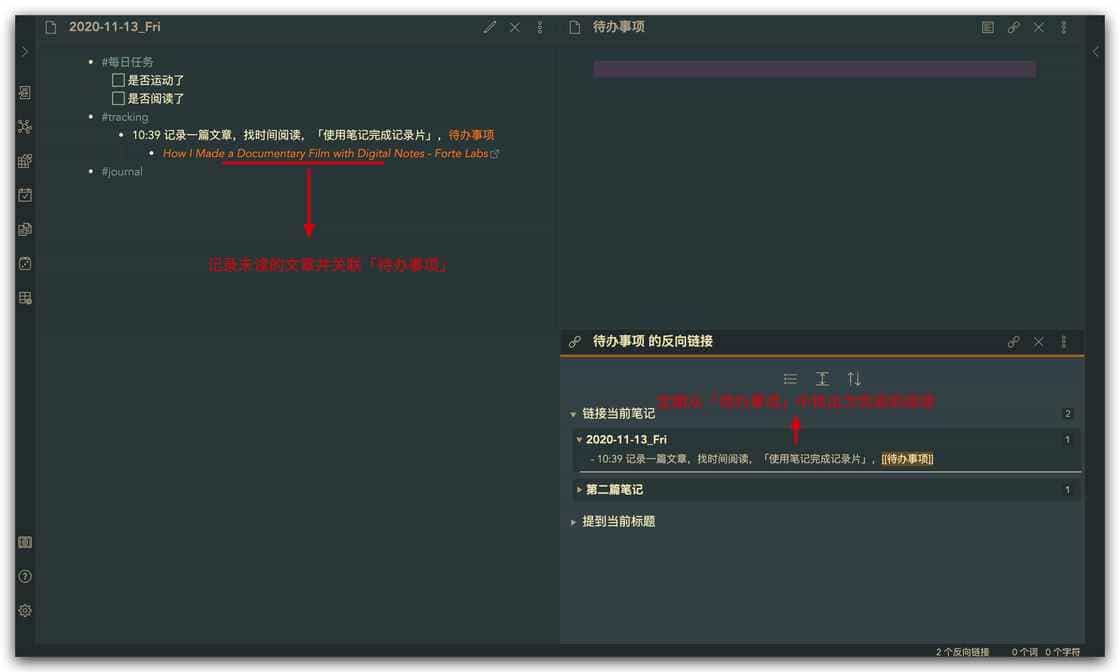 2020-11-13_Fri
#每日任务
是否运动了
是否阅读了
#tracking
10:39 记录一篇文章，找时间阅读，「使用笔记完成记录片」，待办事项
How I Made a Documentary Film with Digital Notes - Forte Labs
#journal
记录未读的文章并关联「待办事项」
待办事项
待办事项 的反向链接
「待办事项」
链接当前笔记 2
2020-11-13_Fri 1
- 10:39 记录一篇文章，找时间阅读，「使用笔记完成记录片」，[[待办事项]]
第二篇笔记 1
提到当前标题
2 个反向链接 0 个词 0 个字符